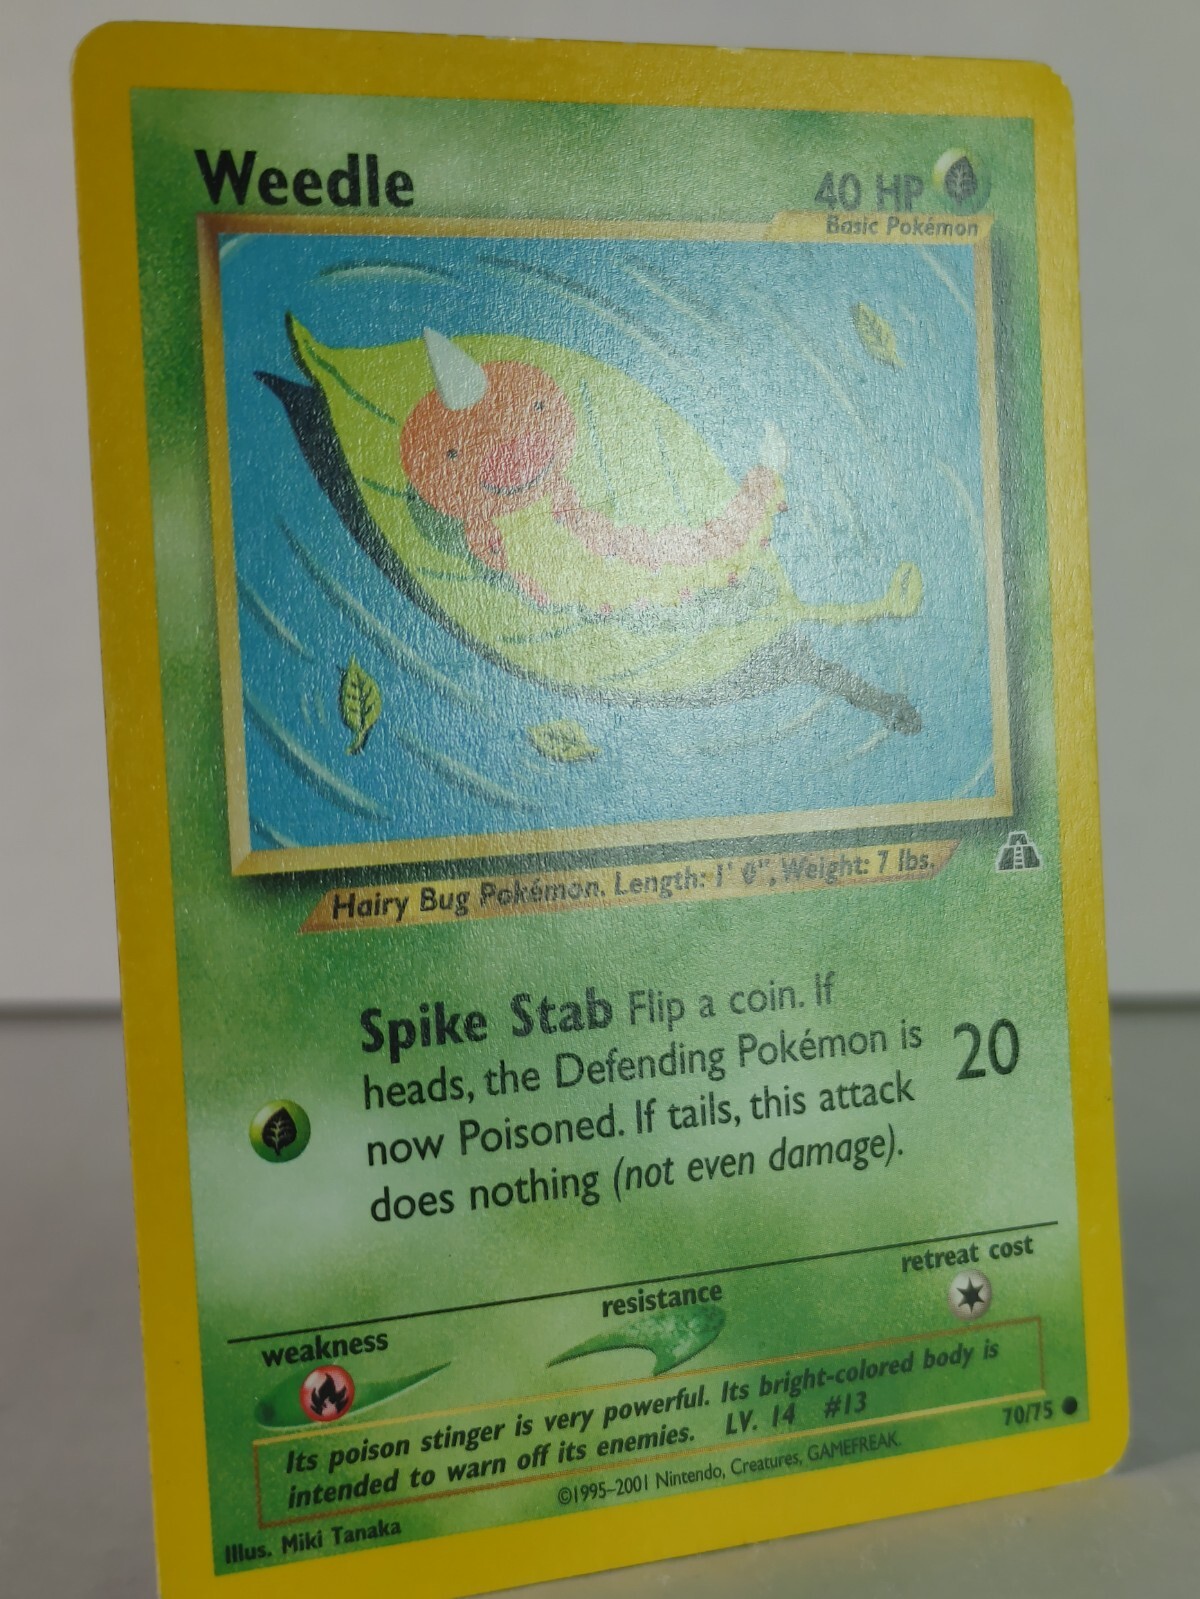 Weedle
40 HP
Basic Pokémon
Hairy Bug Pokémon. Length: 1' 0", Weight: 7 lbs.
Spike Stab Flip a coin. If
heads, the Defending Pokémon is
now Poisoned. If tails, this attack
does nothing (not even damage).
20
weakness
resistance
retreat cost
Its poison stinger is very powerful. Its bright-colored body is
intended to warn off its enemies. LV. 14 #13
70/75
©1995–2001 Nintendo, Creatures, GAMEFREAK.
Illus. Miki Tanaka